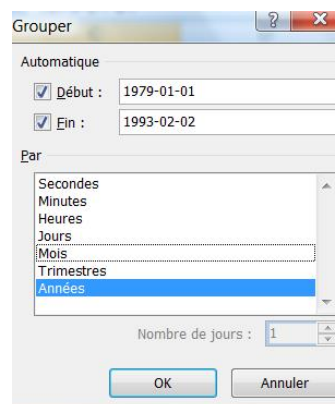 Grouper
Automatique
Début : 1979-01-01
Fin : 1993-02-02
Par
Secondes
Minutes
Heures
Jours
Mois
Trimestres
Années
Nombre de jours : 1
OK Annuler